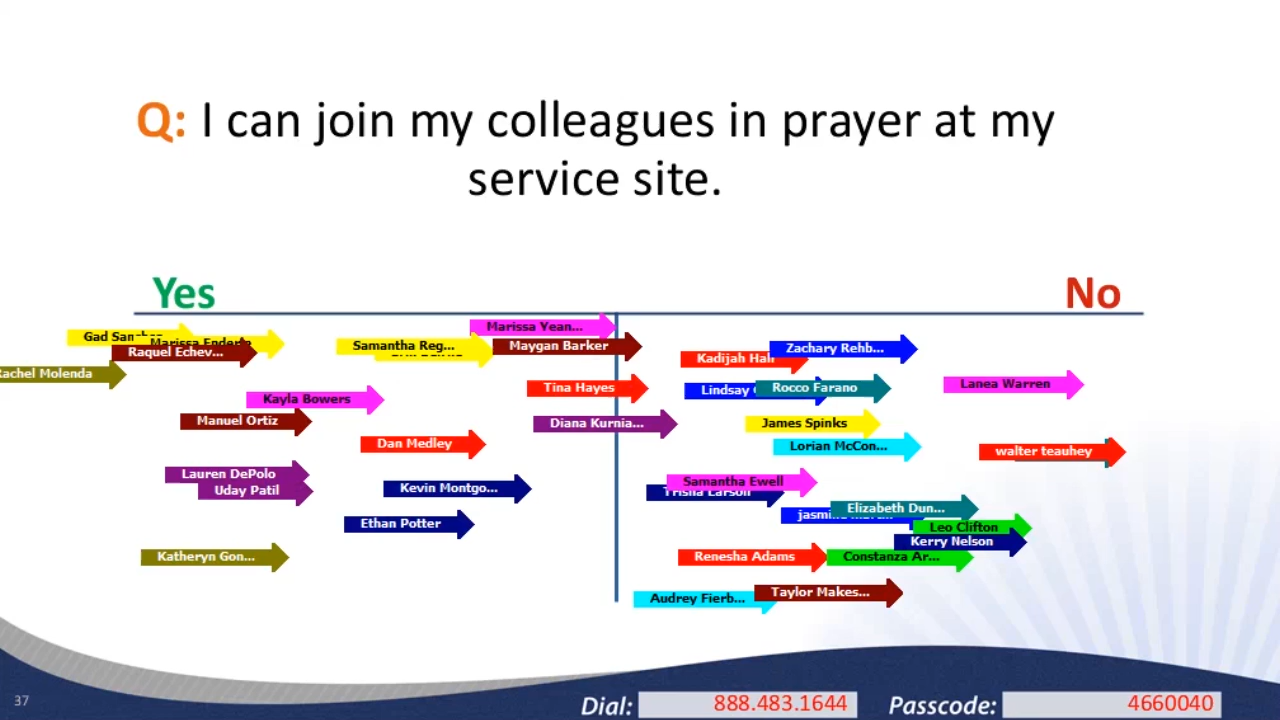 Q: I can join my colleagues in prayer at my
service site.
Yes
No
Marissa Yean...
Gad
Marissa
Raquel Echev...
Samantha Reg...
Maygan Barker
Kadijah
Zachary Rehb...
Rachel Molenda
Tina Hayes
Lindsay
Rocco Farano
Lanea Warren
Kayla Bowers
Manuel Ortiz
Diana Kurnia...
James Spinks
Dan Medley
Lorian McCon...
walter teauhey
Lauren DePolo
Uday Patil
Kevin Montgo...
Samantha Ewell
Trisha Larson
Ethan Potter
Elizabeth Dun...
Leo Clifton
Kerry Nelson
Katheryn Gon...
Renesha Adams
Constanza Ar...
Audrey Fierb...
Taylor Makes...
37
Dial: 888.483.1644
Passcode: 4660040